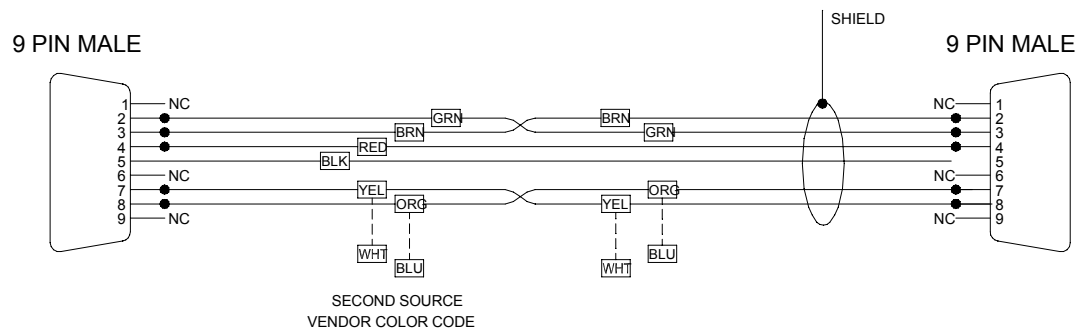 SHIELD
9 PIN MALE 9 PIN MALE
1 NC NC 1
2 GRN BRN 2
3 BRN GRN 3
4 RED 4
5 BLK 5
6 NC NC 6
7 YEL ORG 7
8 ORG YEL 8
9 NC NC 9
WHT BLU
BLU WHT
SECOND SOURCE
VENDOR COLOR CODE